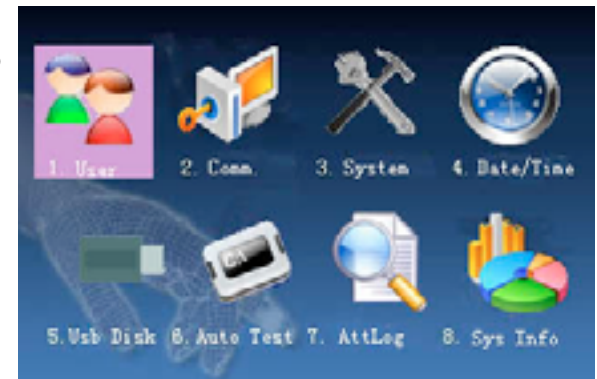 1. User
2. Comm.
3. System
4. Date/Time
5. Usb Disk
6. Auto Test
7. AttLog
8. Sys Info